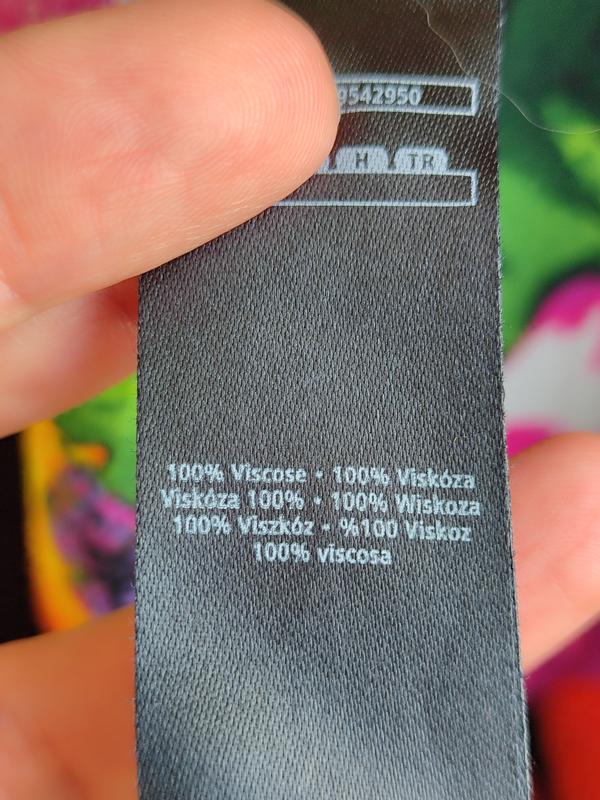 9542950
H TR
100% Viscose • 100% Viskóza
Viskóza 100% • 100% Wiskoza
100% Viszkóz - %100 Viskoz
100% viscosa